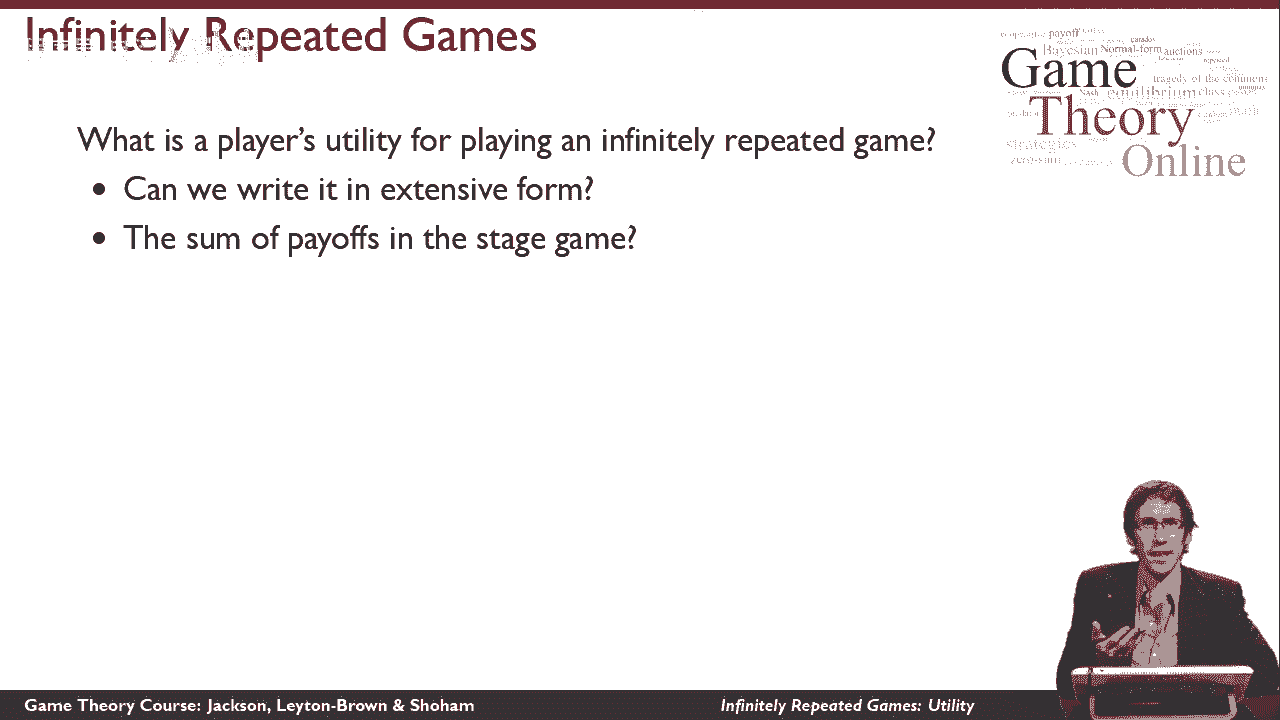 Infinitely Repeated Games
What is a player's utility for playing an infinitely repeated game?
• Can we write it in extensive form?
• The sum of payoffs in the stage game?
payoff
Bayesian Normal-form auctions
Game
tragedy of the commons
Nash equilibrium
Theory
strategies
zero-sum
Online
Game Theory Course: Jackson, Leyton-Brown & Shoham
Infinitely Repeated Games: Utility